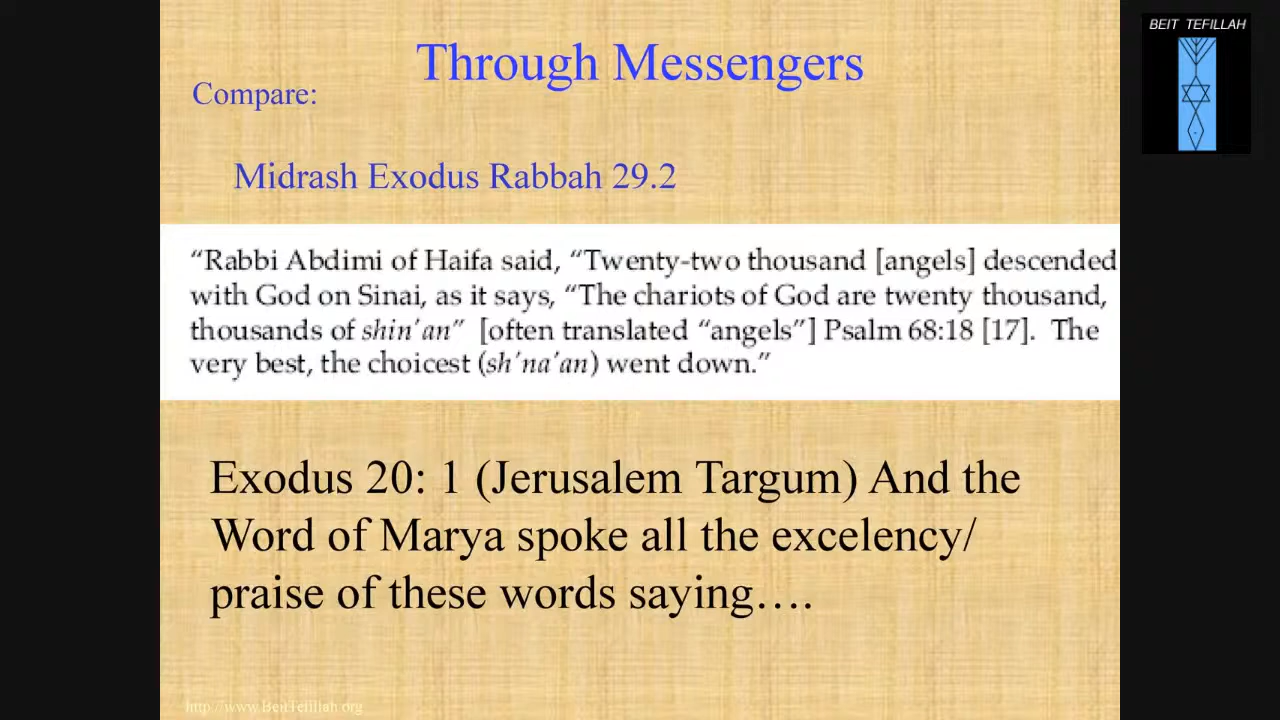 BEIT TEFILLAH
Through Messengers
Compare:
Midrash Exodus Rabbah 29.2
“Rabbi Abdimi of Haifa said, “Twenty-two thousand [angels] descended
with God on Sinai, as it says, “The chariots of God are twenty thousand,
thousands of shin’an” [often translated “angels”] Psalm 68:18 [17]. The
very best, the choicest (sh’na’an) went down.”
Exodus 20: 1 (Jerusalem Targum) And the
Word of Marya spoke all the excelency/
praise of these words saying….
http://www.BeitTefillah.org